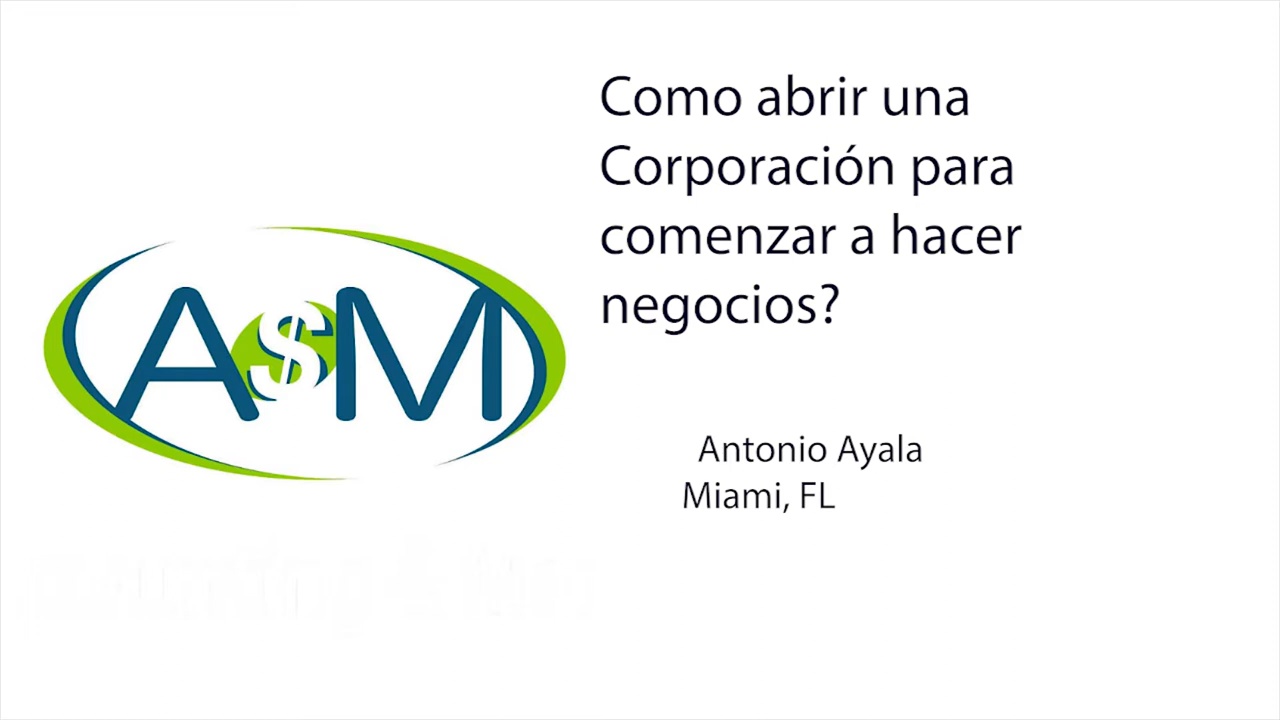 Como abrir una
Corporación para
comenzar a hacer
negocios?
A$M
Antonio Ayala
Miami, FL